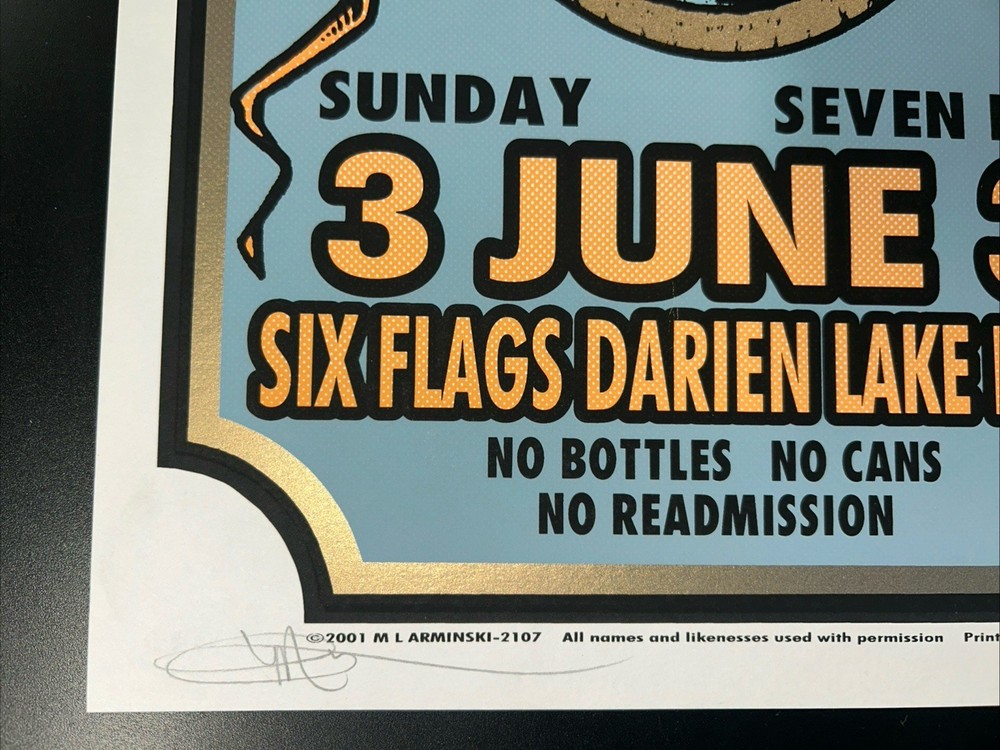 SUNDAY SEVEN
3 JUNE
SIX FLAGS DARIEN LAKE
NO BOTTLES NO CANS
NO READMISSION
©2001 M L ARMINSKI-2107 All names and likenesses used with permission Print